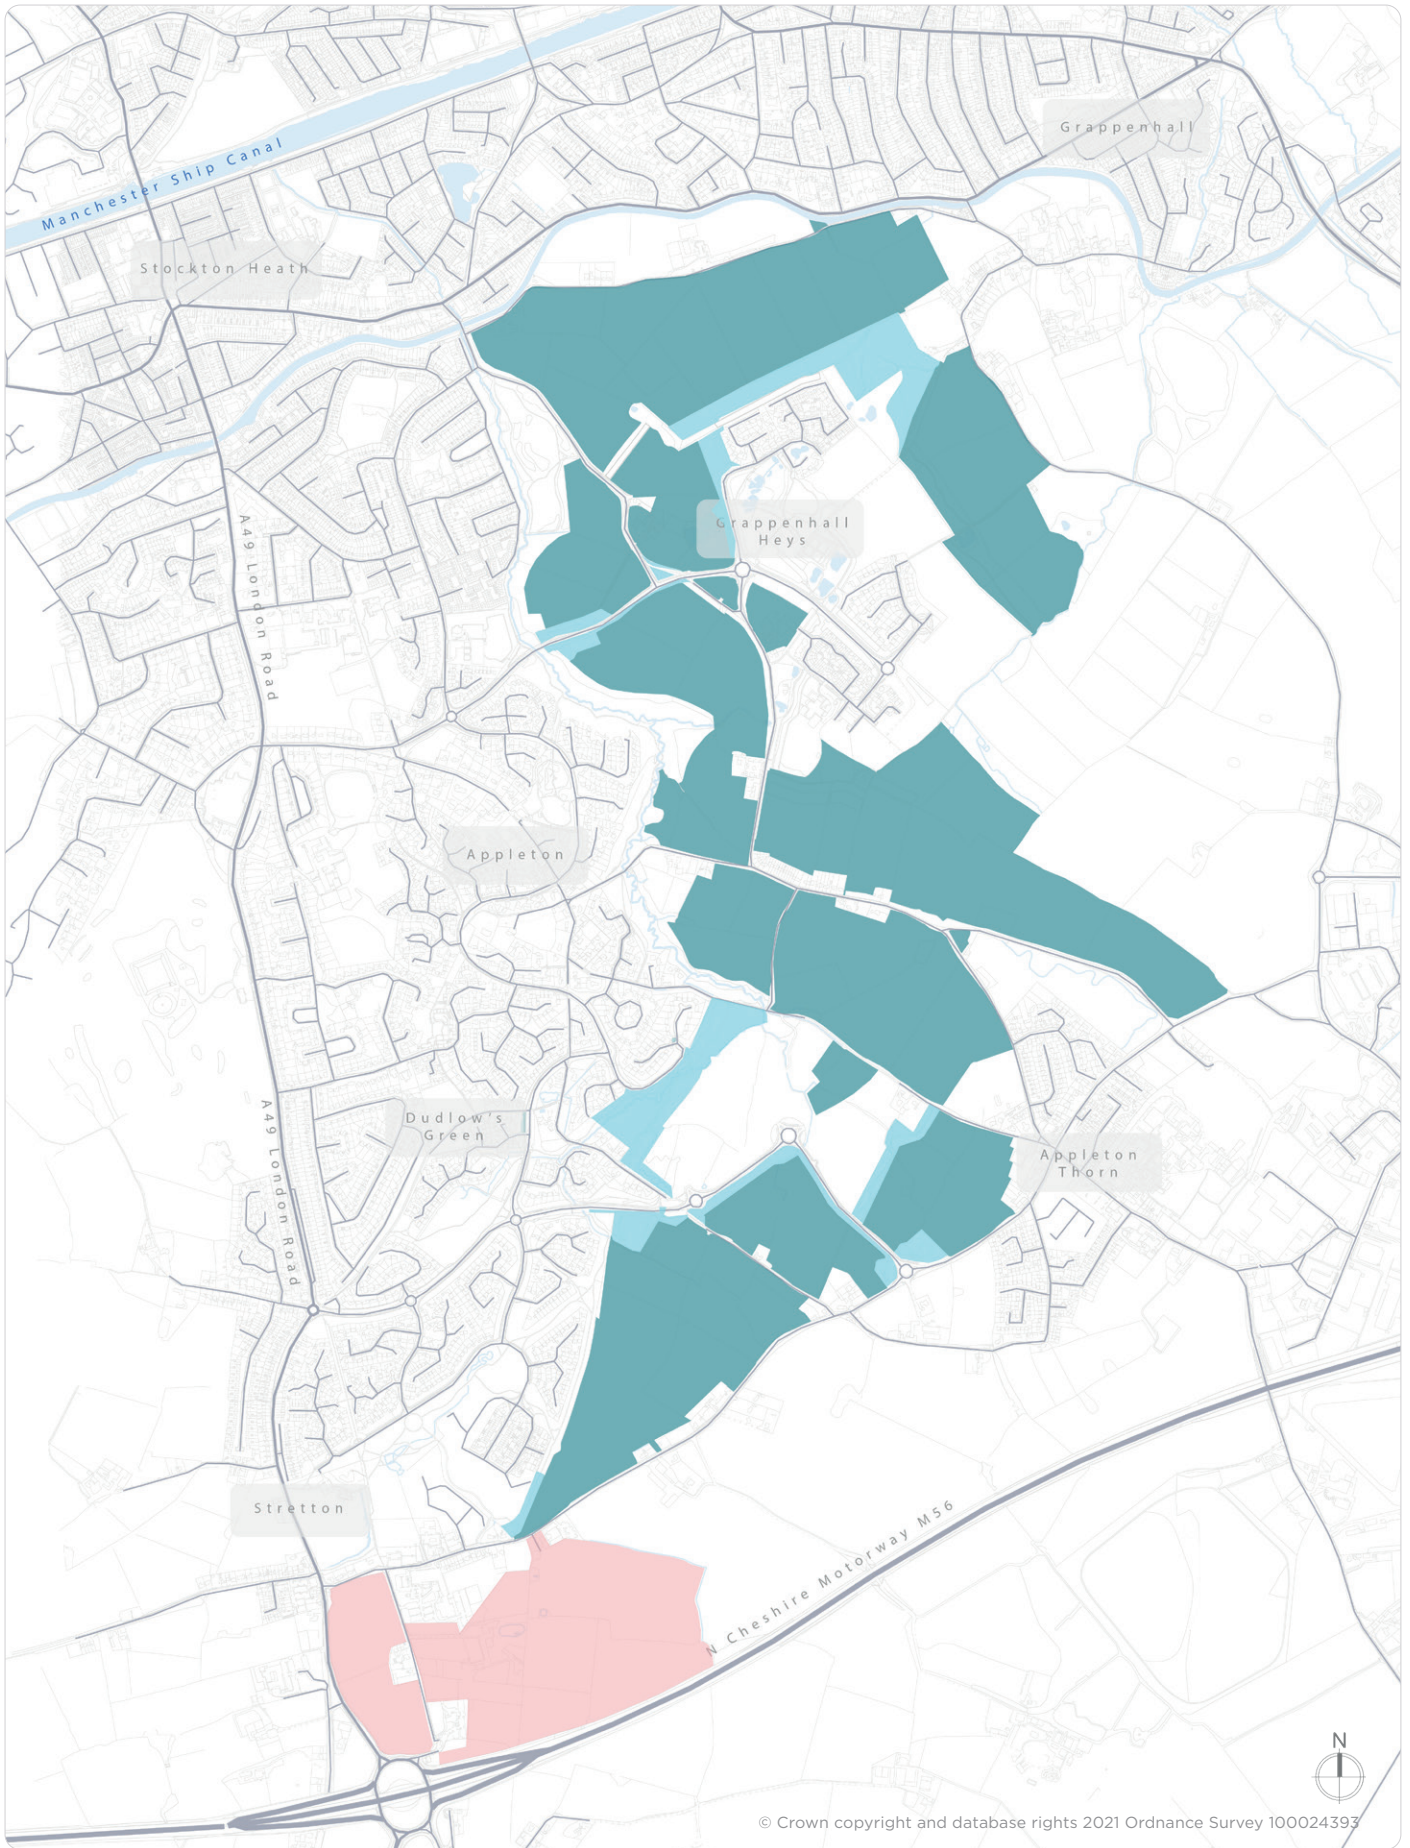 Grappenhall
Manchester Ship Canal
Stockton Heath
Grappenhall
Heys
A49 London Road
Appleton
Dudlow's
Green
A49 London Road
Appleton
Thorn
Stretton
N Cheshire Motorway M56
N
© Crown copyright and database rights 2021 Ordnance Survey 100024393